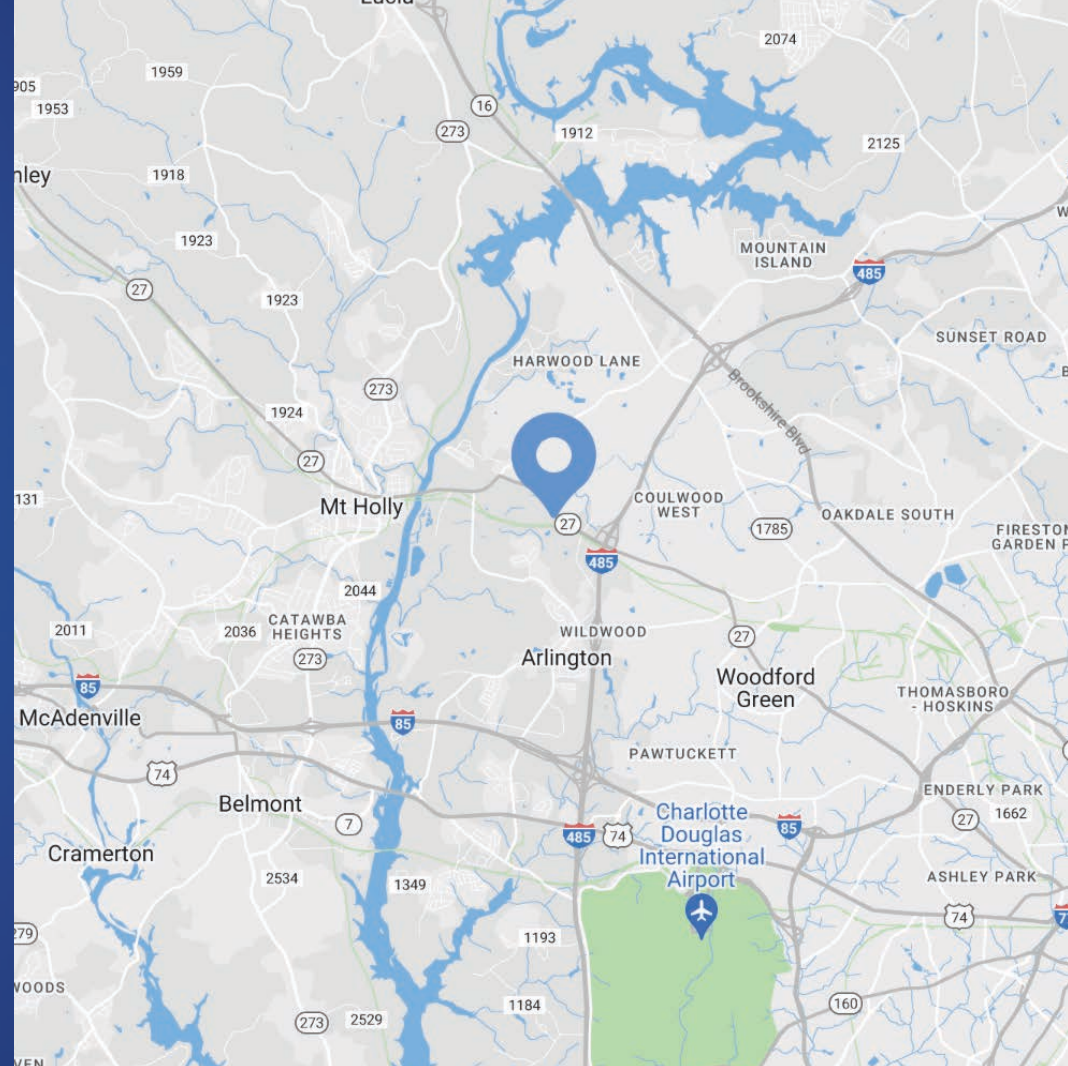 2074
1959
1953
16
273
1912
2125
1918
1923
MOUNTAIN
ISLAND
485
27
1923
SUNSET ROAD
HARWOOD LANE
273
Brookshire Blvd
1924
27
COULWOOD
WEST
Mt Holly
OAKDALE SOUTH
27
1785
485
2044
CATAWBA
HEIGHTS
2011
2036
WILDWOOD
27
273
Arlington
Woodford
Green
85
THOMASBORO
- HOSKINS
McAdenville
85
PAWTUCKETT
74
ENDERLY PARK
Belmont
Charlotte
Douglas
International
Airport
7
485
74
85
27
1662
Cramerton
2534
1349
ASHLEY PARK
74
1193
160
1184
273
2529